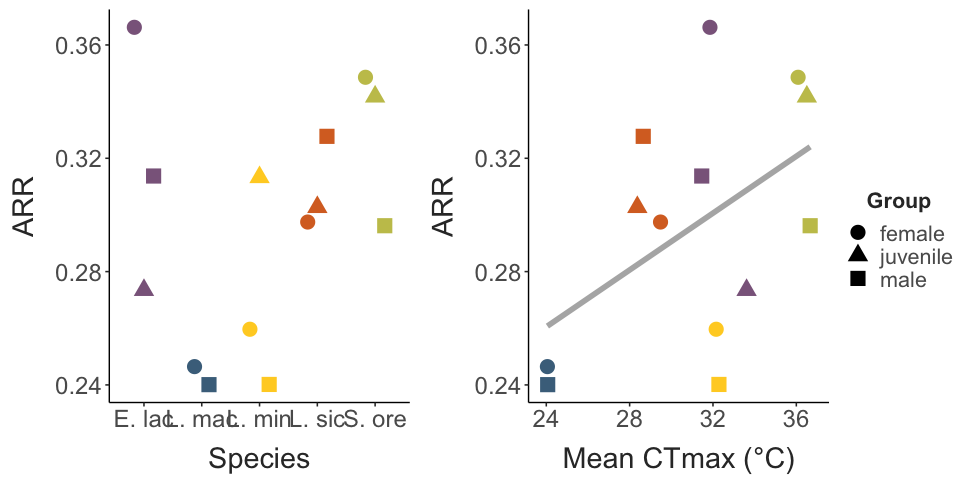 ARR
0.36
0.32
0.28
0.24
E. lac L. mac L. min L. sic S. ore
Species
ARR
0.36
0.32
0.28
0.24
24 28 32 36
Mean CTmax (°C)
Group
female
juvenile
male